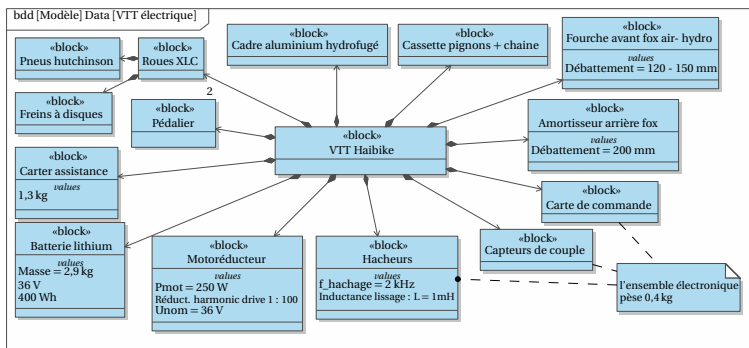 bdd [Modèle] Data [VTT électrique]
«block»
Pneus hutchinson
«block»
Roues XLC
«block»
Cadre aluminium hydrofugé
«block»
Cassette pignons + chaine
«block»
Fourche avant fox air- hydro
values
Débattement = 120 - 150 mm
«block»
Freins à disques
2
«block»
Pédalier
«block»
VTT Haibike
«block»
Amortisseur arrière fox
values
Débattement = 200 mm
«block»
Carter assistance
values
1,3 kg
«block»
Carte de commande
«block»
Batterie lithium
values
Masse = 2,9 kg
36 V
400 Wh
«block»
Motoréducteur
values
Pmot = 250 W
Réduct. harmonic drive 1 : 100
Unom = 36 V
«block»
Hacheurs
values
f_hachage = 2 kHz
Inductance lissage : L = 1mH
«block»
Capteurs de couple
l'ensemble électronique
pèse 0,4 kg